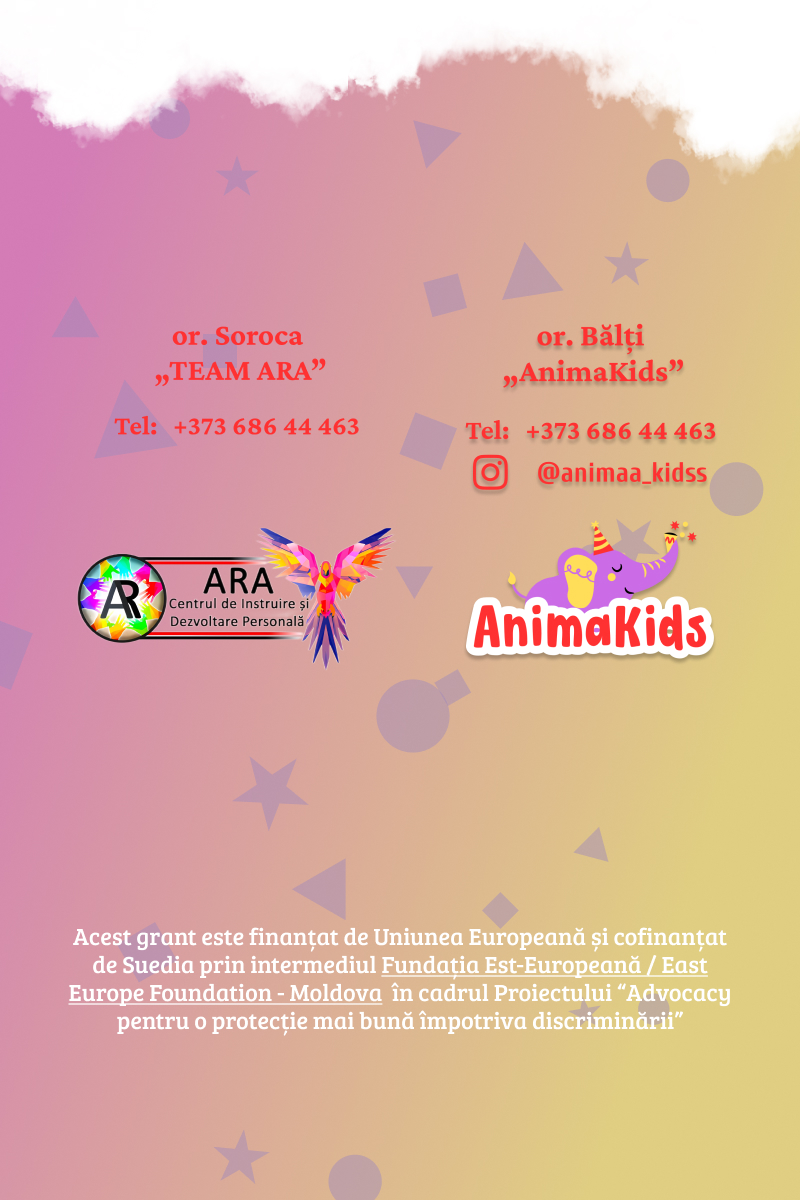 or. Soroca
„TEAM ARA”
Tel: +373 686 44 463
or. Bălți
„AnimaKids”
Tel: +373 686 44 463
@animaa_kidss
AR
ARA
Centrul de Instruire și
Dezvoltare Personală
AnimaKids
Acest grant este finanțat de Uniunea Europeană și cofinanțat
de Suedia prin intermediul Fundația Est-Europeană / East
Europe Foundation - Moldova în cadrul Proiectului “Advocacy
pentru o protecție mai bună împotriva discriminării”